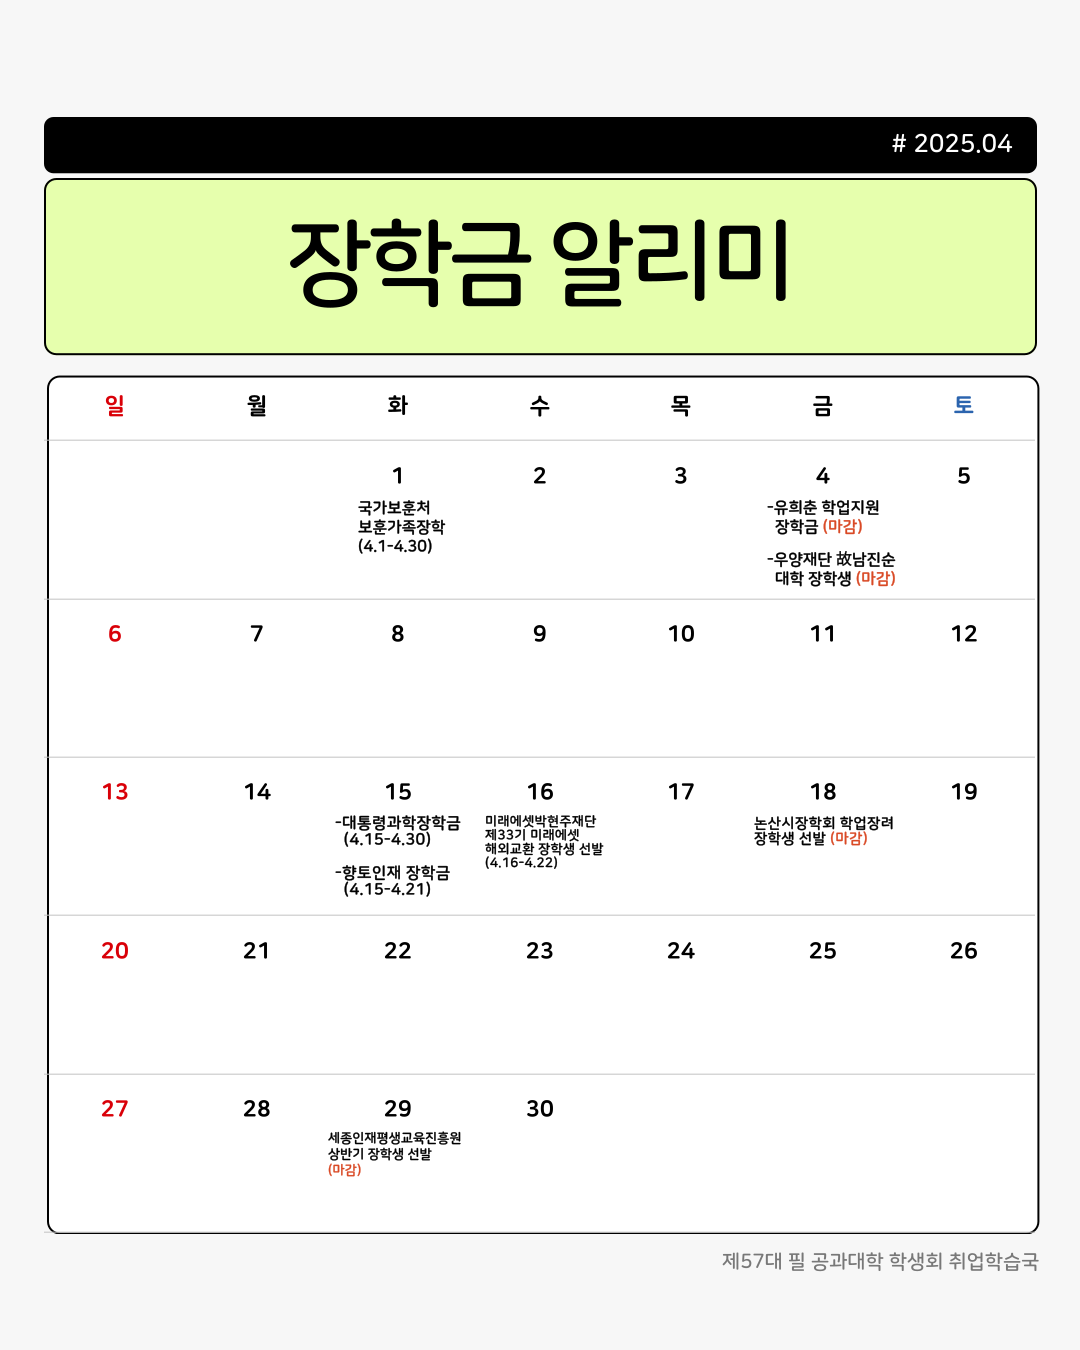 # 2025.04
장학금 알리미
일 월 화 수 목 금 토
1 2 3 4 5
국가보훈처
보훈가족장학
(4.1-4.30)
-유희춘 학업지원
장학금 (마감)
-우양재단 故남진순
대학 장학생 (마감)
6 7 8 9 10 11 12
13 14 15 16 17 18 19
-대통령과학장학금
(4.15-4.30)
-향토인재 장학금
(4.15-4.21)
미래에셋박현주재단
제33기 미래에셋
해외교환 장학생 선발
(4.16-4.22)
논산시장학회 학업장려
장학생 선발 (마감)
20 21 22 23 24 25 26
27 28 29 30
세종인재평생교육진흥원
상반기 장학생 선발
(마감)
제57대 필 공과대학 학생회 취업학습국